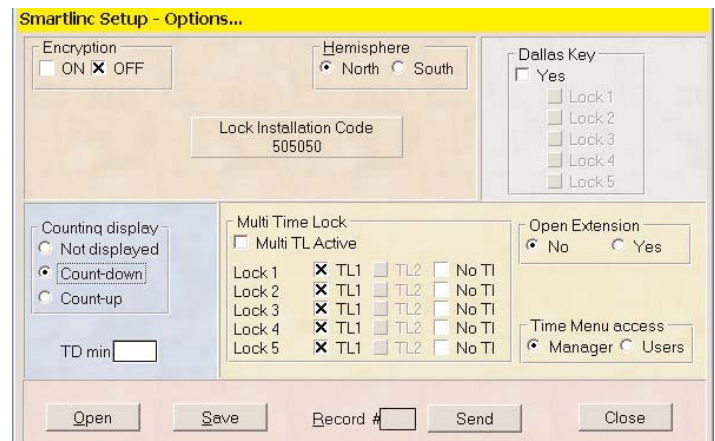 Smartlinc Setup - Options...
Encryption
ON OFF
Hemisphere
North South
Dallas Key
Yes
Lock 1
Lock 2
Lock 3
Lock 4
Lock 5
Lock Installation Code
505050
Counting display
Not displayed
Count-down
Count-up
TD min
Multi Time Lock
Multi TL Active
Lock 1 TL1 TL2 No Tl
Lock 2 TL1 TL2 No Tl
Lock 3 TL1 TL2 No Tl
Lock 4 TL1 TL2 No Tl
Lock 5 TL1 TL2 No Tl
Open Extension
No Yes
Time Menu access
Manager Users
Open Save Record # Send Close